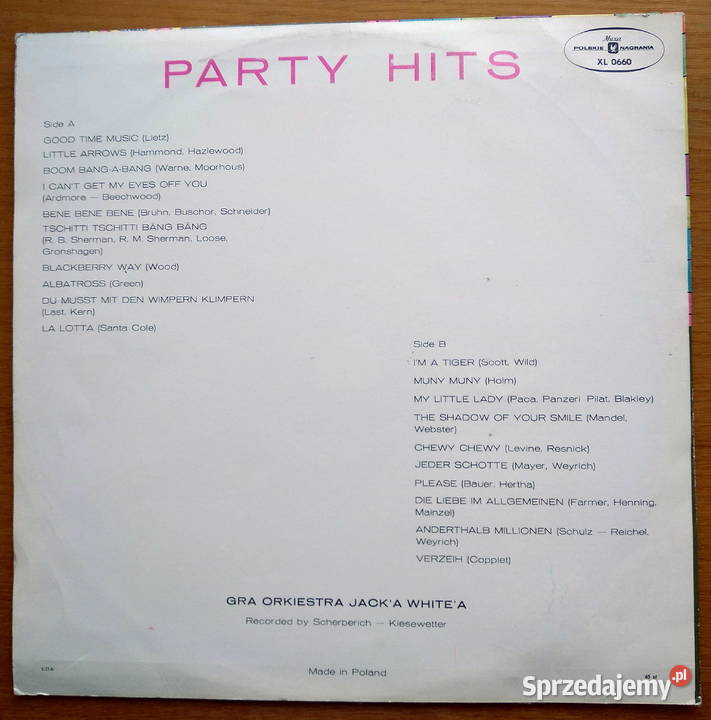 PARTY HITS
Muza
POLSKIE NAGRANIA
XL 0660
Side A
GOOD TIME MUSIC (Lietz)
LITTLE ARROWS (Hammond, Hazlewood)
BOOM BANG-A-BANG (Warne, Moorhous)
I CAN'T GET MY EYES OFF YOU
(Ardmore — Beechwood)
BENE BENE BENE (Bruhn, Buschor, Schneider)
TSCHITTI TSCHITTI BÄNG BÄNG
(R. B. Sherman, R. M. Sherman, Loose,
Gronshagen)
BLACKBERRY WAY (Wood)
ALBATROSS (Green)
DU MUSST MIT DEN WIMPERN KLIMPERN
(Last, Kern)
LA LOTTA (Santa Cole)
Side B
I'M A TIGER (Scott, Wild)
MUNY MUNY (Holm)
MY LITTLE LADY (Paca, Panzeri Pilat, Blakley)
THE SHADOW OF YOUR SMILE (Mandel,
Webster)
CHEWY CHEWY (Levine, Resnick)
JEDER SCHOTTE (Mayer, Weyrich)
PLEASE (Bauer, Hertha)
DIE LIEBE IM ALLGEMEINEN (Farmer, Henning,
Mainzel)
ANDERTHALB MILLIONEN (Schulz — Reichel,
Weyrich)
VERZEIH (Coppiet)
GRA ORKIESTRA JACK'A WHITE'A
Recorded by Scherberich — Kiesewetter
Made in Poland
Sprzedajemy.pl